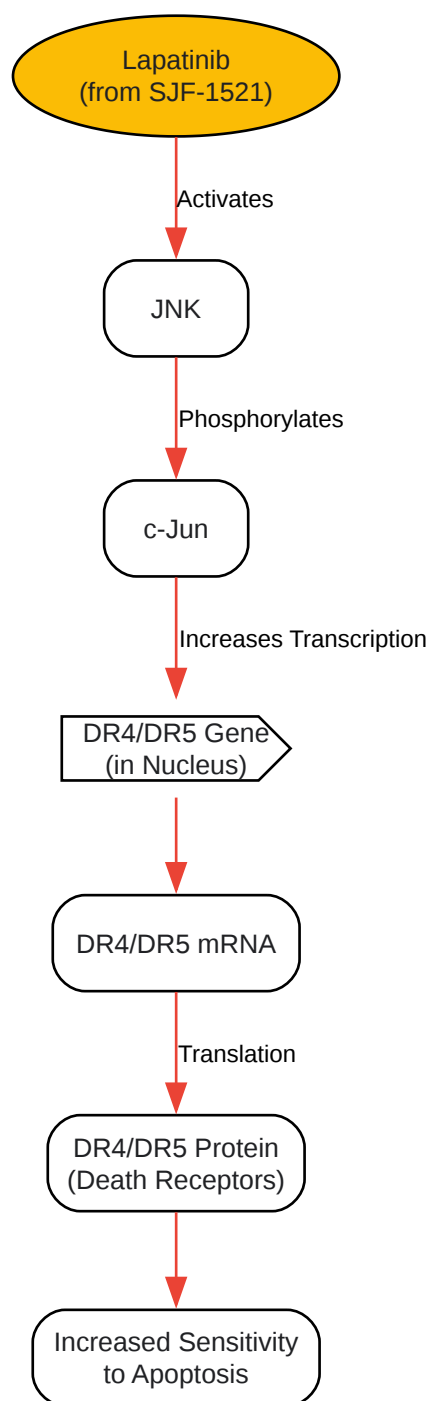 Lapatinib
(from SJF-1521)
Activates
JNK
Phosphorylates
c-Jun
Increases Transcription
DR4/DR5 Gene
(in Nucleus)
DR4/DR5 mRNA
Translation
DR4/DR5 Protein
(Death Receptors)
Increased Sensitivity
to Apoptosis